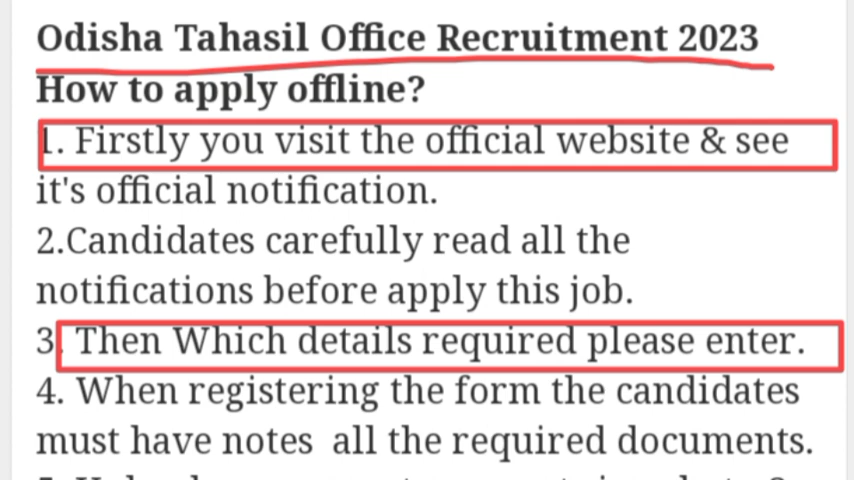 Odisha Tahasil Office Recruitment 2023
How to apply offline?
1. Firstly you visit the official website & see
it's official notification.
2.Candidates carefully read all the
notifications before apply this job.
3. Then Which details required please enter.
4. When registering the form the candidates
must have notes all the required documents.